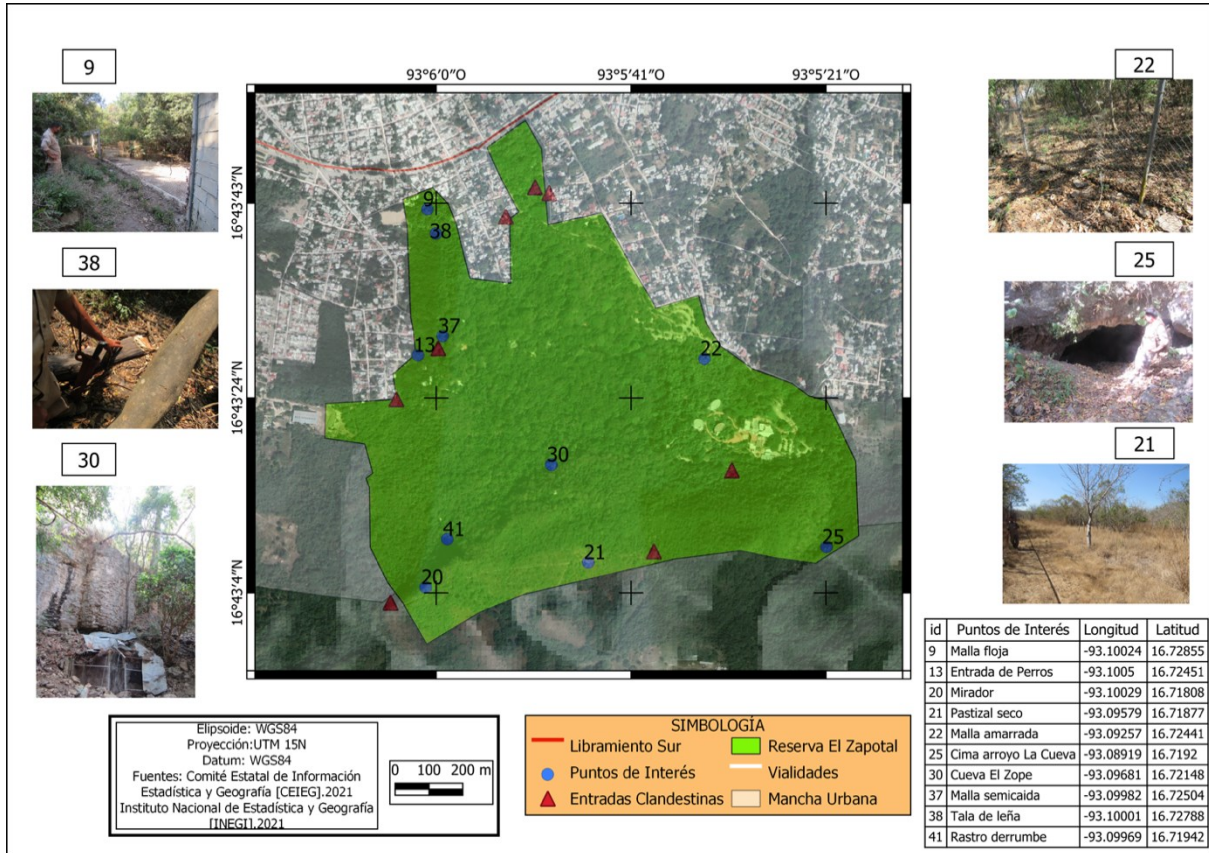 9
38
30
93°6'0"O
93°5'41"O
93°5'21"O
16°43'43"N
16°43'24"N
16°43'4"N
9
38
37
13
22
30
41
21
25
20
22
25
21
Elipsoide: WGS84
Proyección:UTM 15N
Datum: WGS84
Fuentes: Comité Estatal de Información
Estadística y Geografía [CEIEG].2021
Instituto Nacional de Estadística y Geografía
[INEGI].2021
0 100 200 m
SIMBOLOGÍA
Libramiento Sur
Reserva El Zapotal
Puntos de Interés
Vialidades
Entradas Clandestinas
Mancha Urbana
id Puntos de Interés Longitud Latitud
9 Malla floja -93.10024 16.72855
13 Entrada de Perros -93.1005 16.72451
20 Mirador -93.10029 16.71808
21 Pastizal seco -93.09579 16.71877
22 Malla amarrada -93.09257 16.72441
25 Cima arroyo La Cueva -93.08919 16.7192
30 Cueva El Zope -93.09681 16.72148
37 Malla semicaida -93.09982 16.72504
38 Tala de leña -93.10001 16.72788
41 Rastro derrumbe -93.09969 16.71942